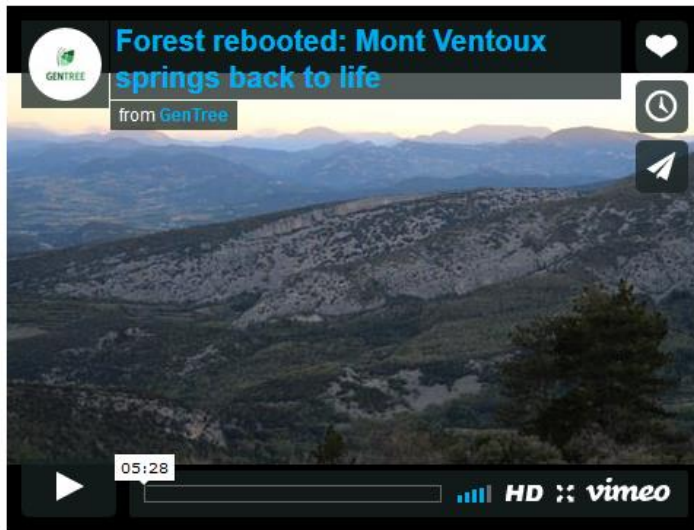 Forest rebooted: Mont Ventoux
springs back to life
GENTREE
from GenTree
05:28
HD vimeo